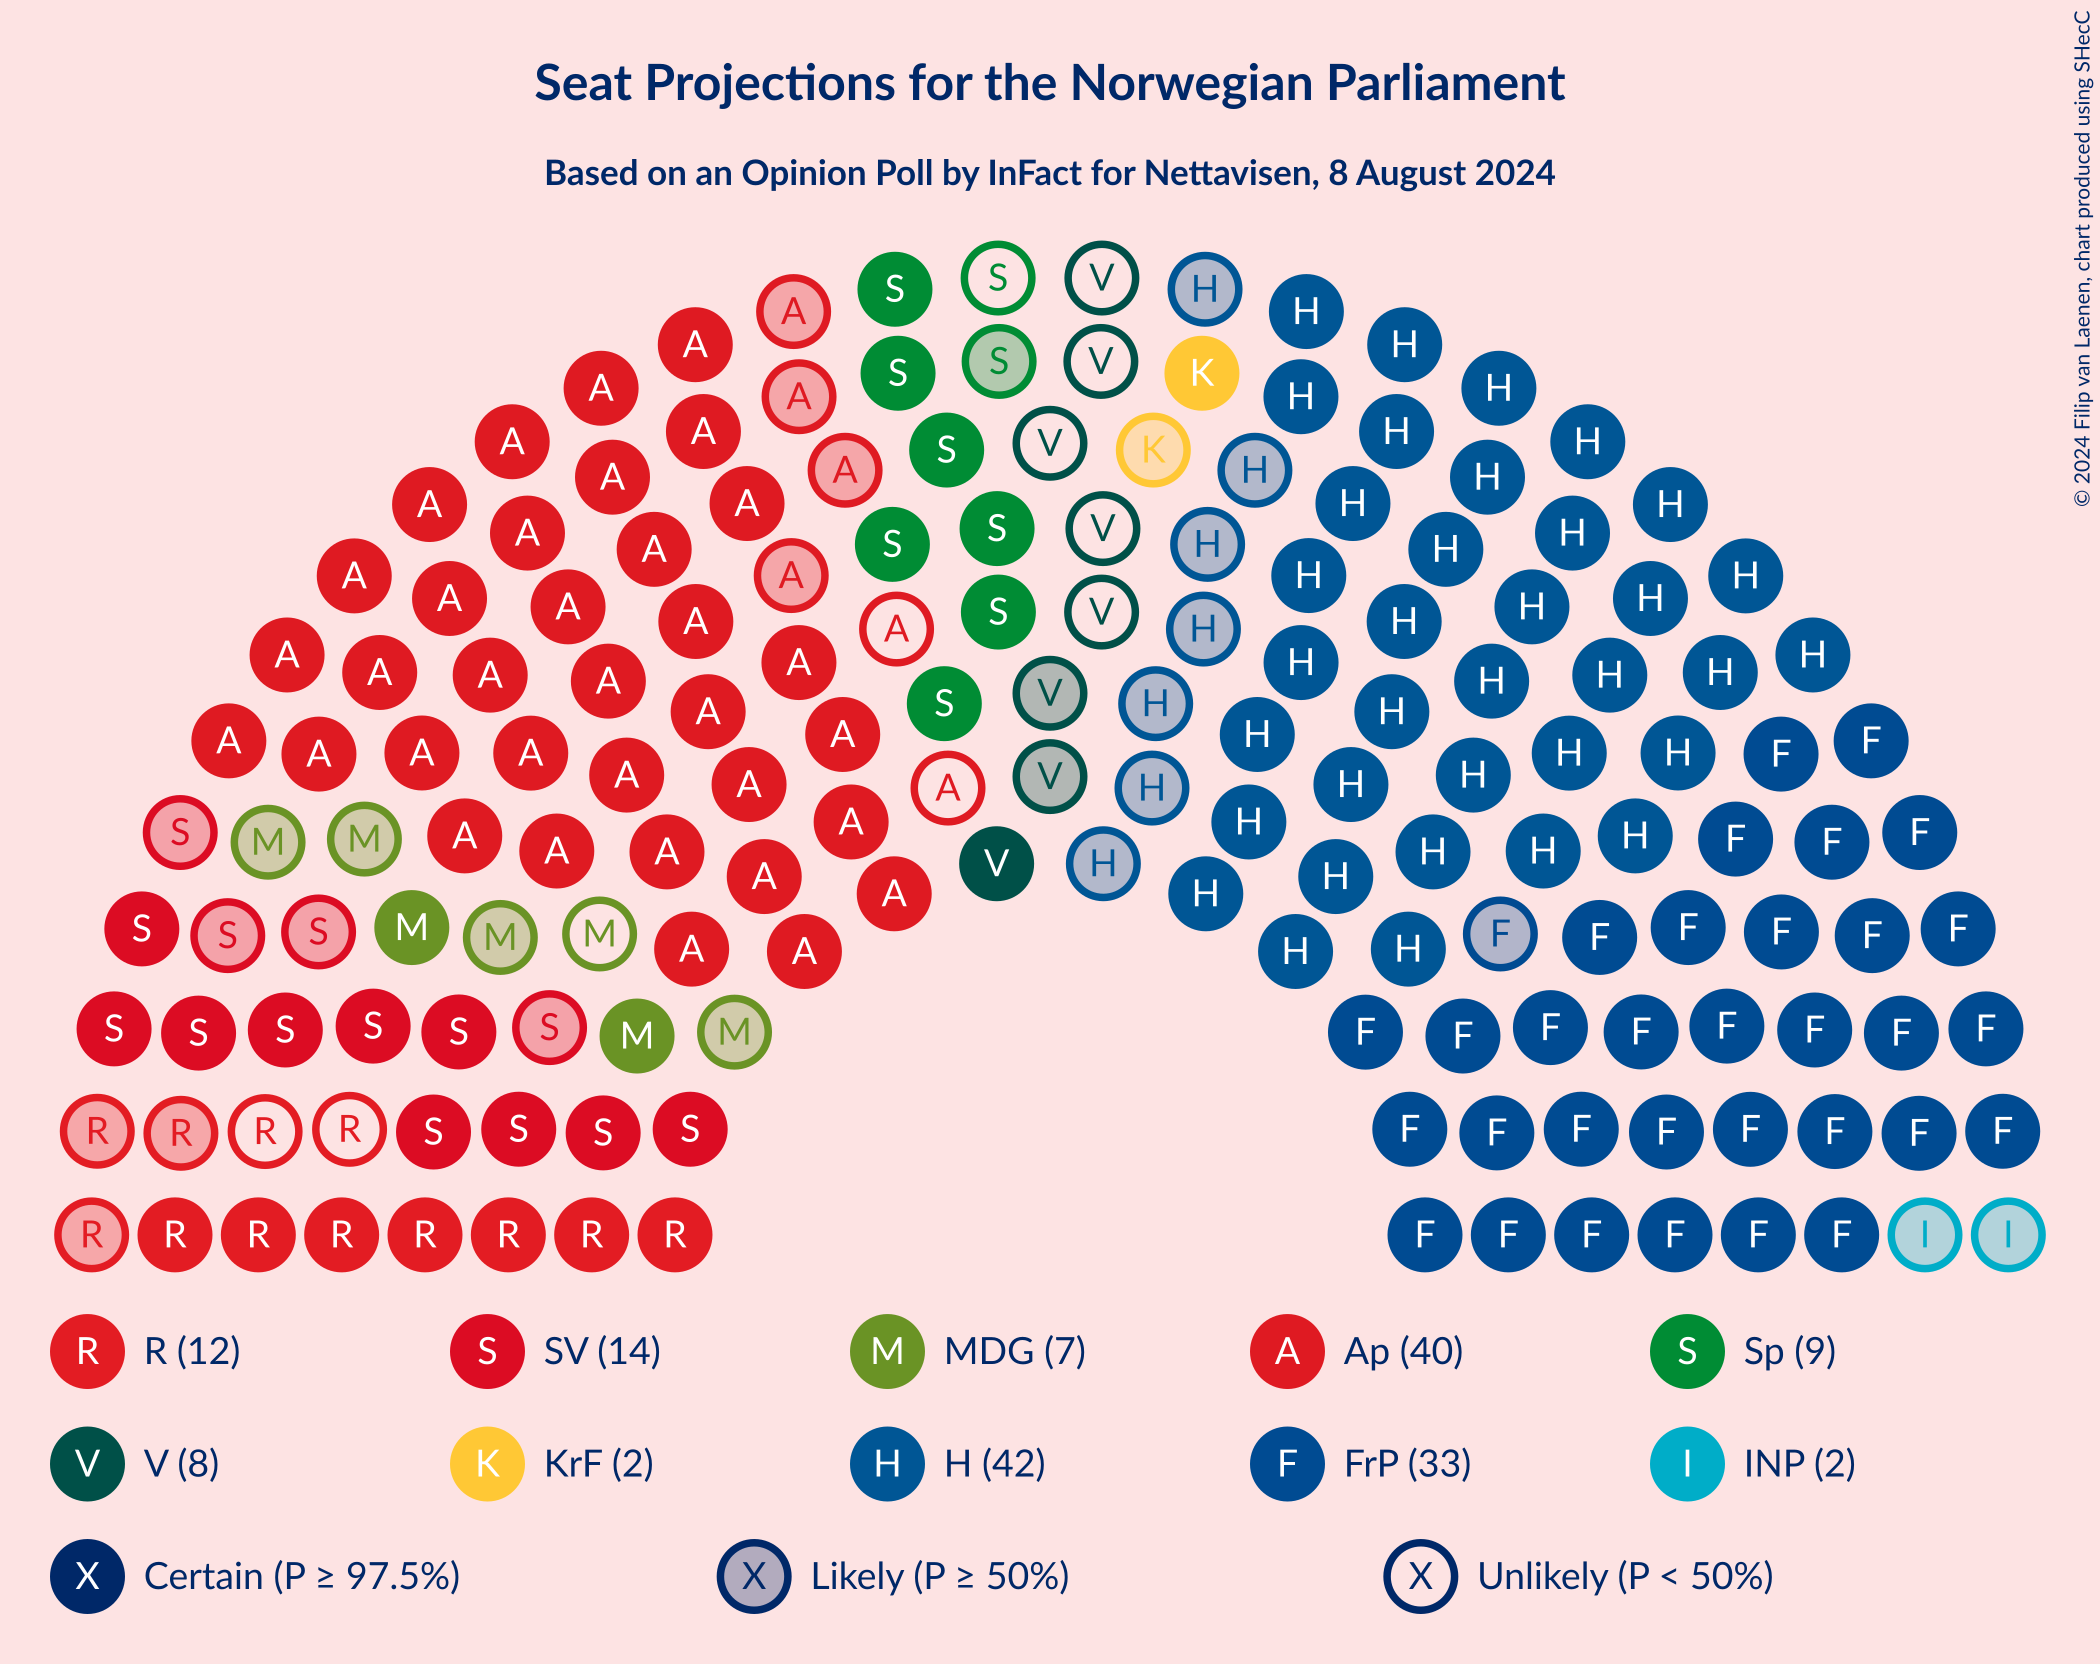 Seat Projections for the Norwegian Parliament
Based on an Opinion Poll by InFact for Nettavisen, 8 August 2024
© 2024 Filip van Laenen, chart produced using SHecC
S S V H
A S S V K H H
A A A S V K H H H H
A A A A S S V H H H H H
A A A A A A S V H H H H H H
A A A A A A A S V H H H H H H H
A A A A A A A A A V H H H H H H H H F F
S M M A A A A A V H H H H H H F F F
S S S M M M A A H H F F F F F F
S S S S S S M M F F F F F F F F
R R R R S S S S F F F F F F F F
R R R R R R R R F F F F F F I I
R R (12) S SV (14) M MDG (7) A Ap (40) S Sp (9)
V V (8) K KrF (2) H H (42) F FrP (33) I INP (2)
X Certain (P ≥ 97.5%) X Likely (P ≥ 50%) X Unlikely (P < 50%)